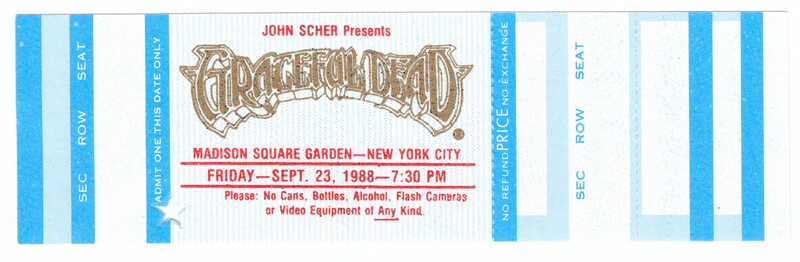 SEC ROW SEAT
ADMIT ONE THIS DATE ONLY
JOHN SCHER Presents
GRATEFUL DEAD
MADISON SQUARE GARDEN—NEW YORK CITY
FRIDAY—SEPT. 23, 1988—7:30 PM
Please: No Cans, Bottles, Alcohol, Flash Cameras
or Video Equipment of Any Kind.
NO REFUND PRICE NO EXCHANGE
SEC ROW SEAT